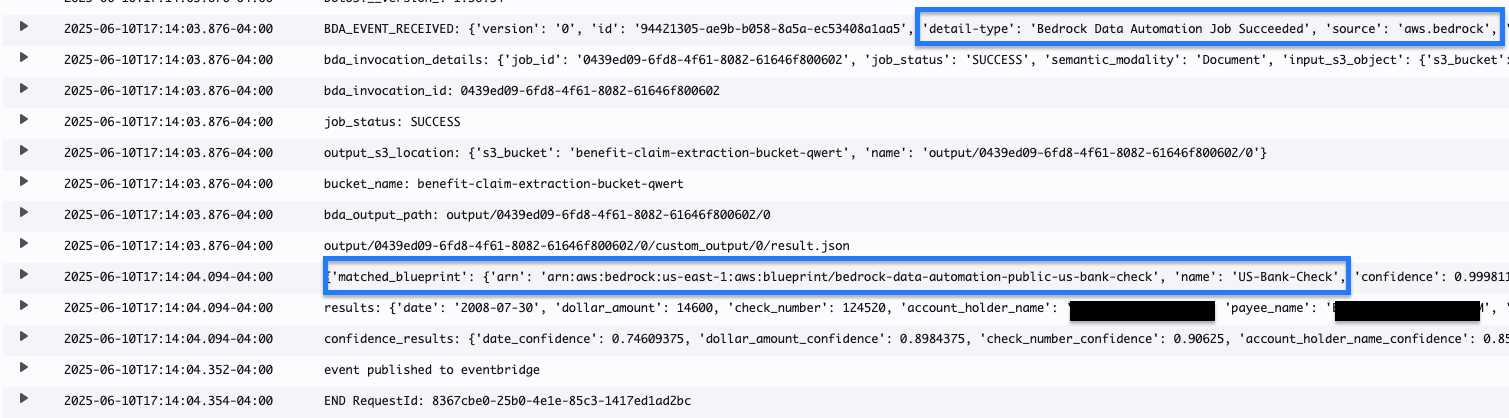 2025-06-10T17:14:03.876-04:00 BDA_EVENT_RECEIVED: {'version': '0', 'id': '94421305-ae9b-b058-8a5a-ec53408a1aa5', 'detail-type': 'Bedrock Data Automation Job Succeeded', 'source': 'aws.bedrock',
2025-06-10T17:14:03.876-04:00 bda_invocation_details: {'job_id': '0439ed09-6fd8-4f61-8082-61646f800602', 'job_status': 'SUCCESS', 'semantic_modality': 'Document', 'input_s3_object': {'s3_bucket':
2025-06-10T17:14:03.876-04:00 bda_invocation_id: 0439ed09-6fd8-4f61-8082-61646f800602
2025-06-10T17:14:03.876-04:00 job_status: SUCCESS
2025-06-10T17:14:03.876-04:00 output_s3_location: {'s3_bucket': 'benefit-claim-extraction-bucket-qwert', 'name': 'output/0439ed09-6fd8-4f61-8082-61646f800602/0'}
2025-06-10T17:14:03.876-04:00 bucket_name: benefit-claim-extraction-bucket-qwert
2025-06-10T17:14:03.876-04:00 bda_output_path: output/0439ed09-6fd8-4f61-8082-61646f800602/0
2025-06-10T17:14:03.876-04:00 output/0439ed09-6fd8-4f61-8082-61646f800602/0/custom_output/0/result.json
2025-06-10T17:14:04.094-04:00 {'matched_blueprint': {'arn': 'arn:aws:bedrock:us-east-1:aws:blueprint/bedrock-data-automation-public-us-bank-check', 'name': 'US-Bank-Check', 'confidence': 0.999811
2025-06-10T17:14:04.094-04:00 results: {'date': '2008-07-30', 'dollar_amount': 14600, 'check_number': 124520, 'account_holder_name': 'payee_name':
2025-06-10T17:14:04.094-04:00 confidence_results: {'date_confidence': 0.74609375, 'dollar_amount_confidence': 0.8984375, 'check_number_confidence': 0.90625, 'account_holder_name_confidence': 0.85
2025-06-10T17:14:04.352-04:00 event published to eventbridge
2025-06-10T17:14:04.354-04:00 END RequestId: 8367cbe0-25b0-4e1e-85c3-1417ed1ad2bc